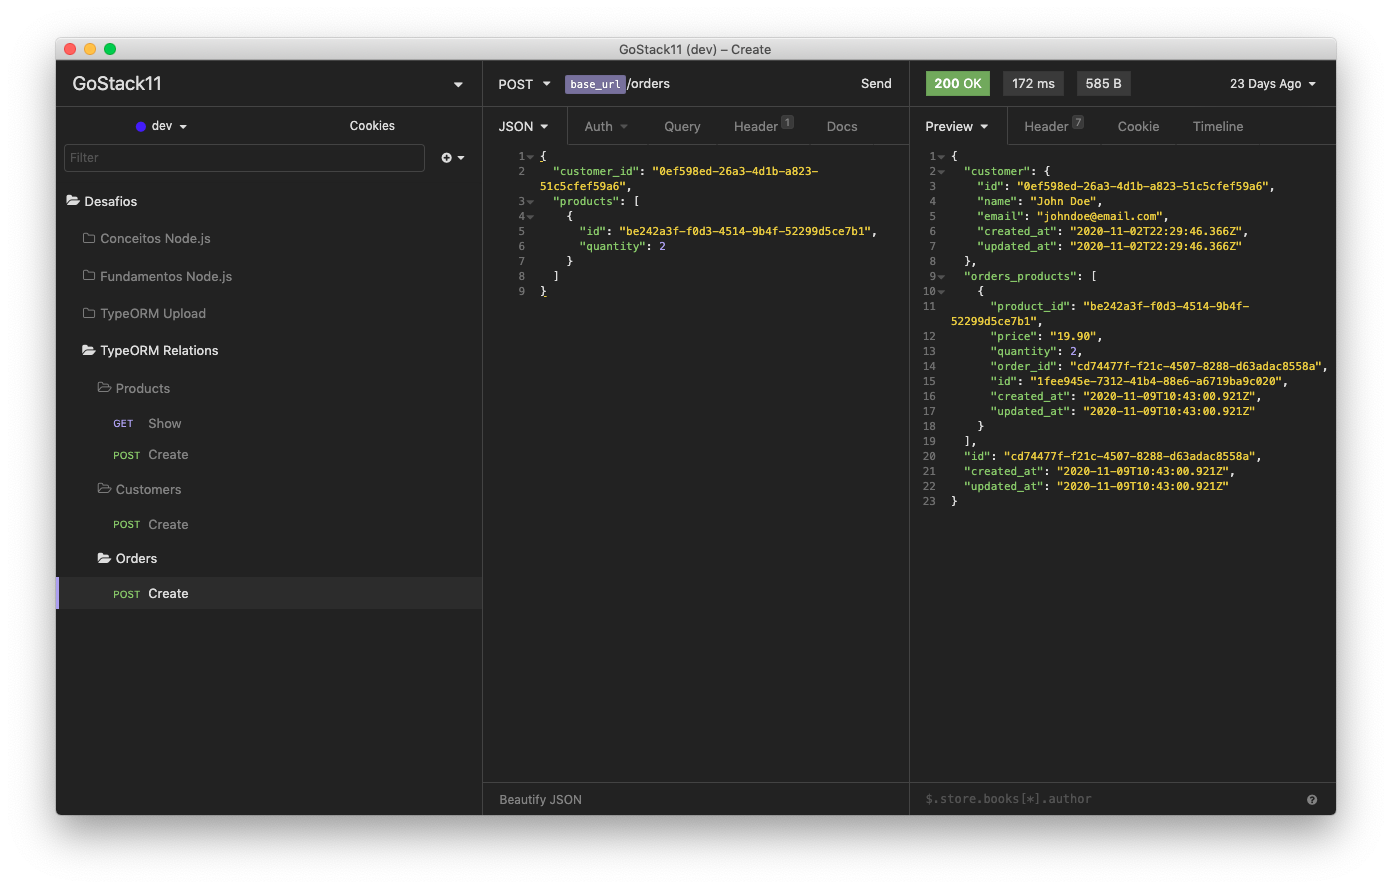 GoStack11 (dev) – Create
GoStack11
dev
Cookies
Filter
Desafios
Conceitos Node.js
Fundamentos Node.js
TypeORM Upload
TypeORM Relations
Products
GET Show
POST Create
Customers
POST Create
Orders
POST Create
POST base_url/orders Send
JSON Auth Query Header 1 Docs
1 {
2 "customer_id": "0ef598ed-26a3-4d1b-a823-
51c5cfef59a6",
3 "products": [
4 {
5 "id": "be242a3f-f0d3-4514-9b4f-52299d5ce7b1",
6 "quantity": 2
7 }
8 ]
9 }
Beautify JSON
200 OK 172 ms 585 B 23 Days Ago
Preview Header 7 Cookie Timeline
1 {
2 "customer": {
3 "id": "0ef598ed-26a3-4d1b-a823-51c5cfef59a6",
4 "name": "John Doe",
5 "email": "johndoe@email.com",
6 "created_at": "2020-11-02T22:29:46.366Z",
7 "updated_at": "2020-11-02T22:29:46.366Z"
8 },
9 "orders_products": [
10 {
11 "product_id": "be242a3f-f0d3-4514-9b4f-
52299d5ce7b1",
12 "price": "19.90",
13 "quantity": 2,
14 "order_id": "cd74477f-f21c-4507-8288-d63adac8558a",
15 "id": "1fee945e-7312-41b4-88e6-a6719ba9c020",
16 "created_at": "2020-11-09T10:43:00.921Z",
17 "updated_at": "2020-11-09T10:43:00.921Z"
18 }
19 ],
20 "id": "cd74477f-f21c-4507-8288-d63adac8558a",
21 "created_at": "2020-11-09T10:43:00.921Z",
22 "updated_at": "2020-11-09T10:43:00.921Z"
23 }
$.store.books[*].author